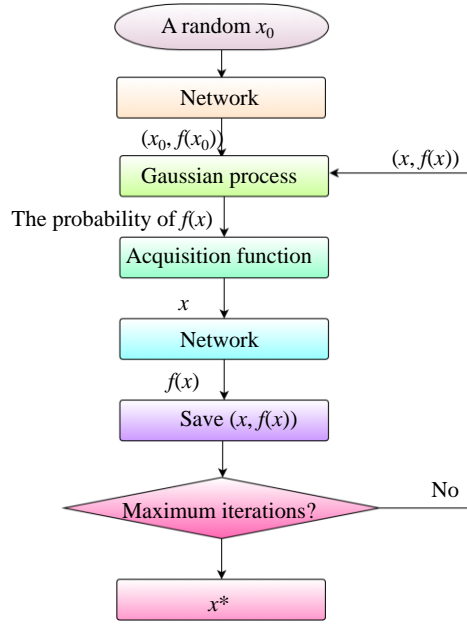 A random x₀
Network
(x₀, f(x₀))
(x, f(x))
Gaussian process
The probability of f(x)
Acquisition function
x
Network
f(x)
Save (x, f(x))
No
Maximum iterations?
x*